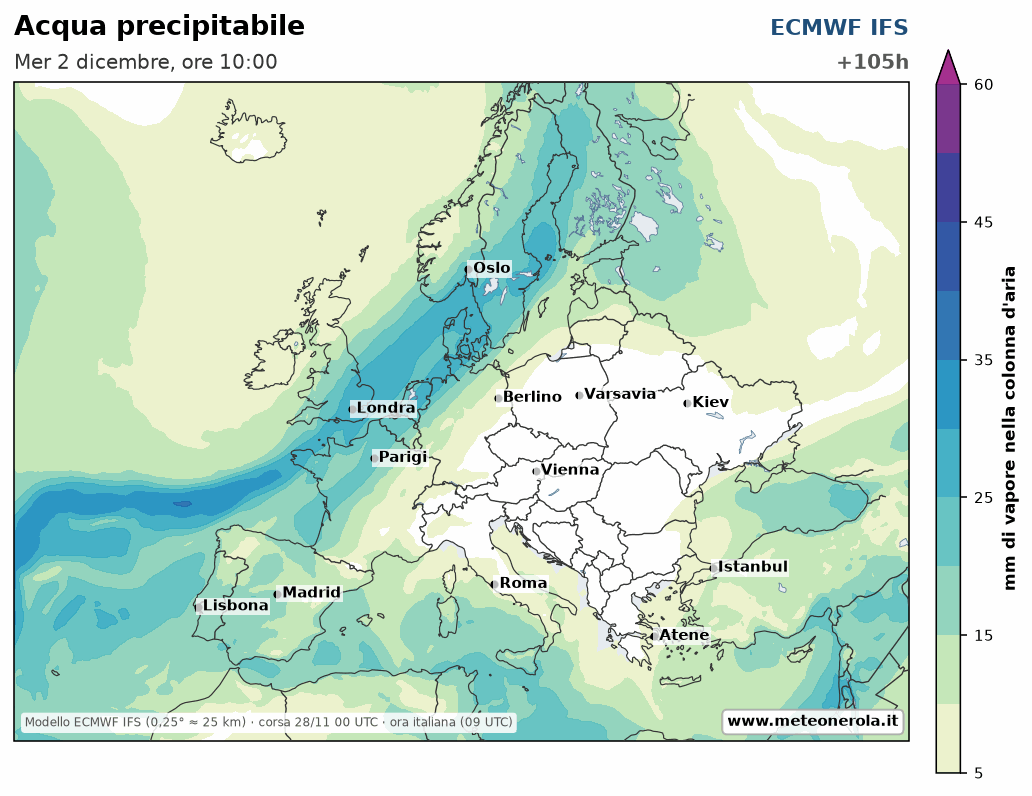 Acqua precipitabile
ECMWF IFS
Mer 2 dicembre, ore 10:00
+105h
60
45
35
25
15
5
mm di vapore nella colonna d'aria
Oslo
Londra
Berlino
Varsavia
Kiev
Parigi
Vienna
Istanbul
Roma
Madrid
Lisbona
Atene
Modello ECMWF IFS (0,25° ≈ 25 km) · corsa 28/11 00 UTC · ora italiana (09 UTC)
www.meteonerola.it